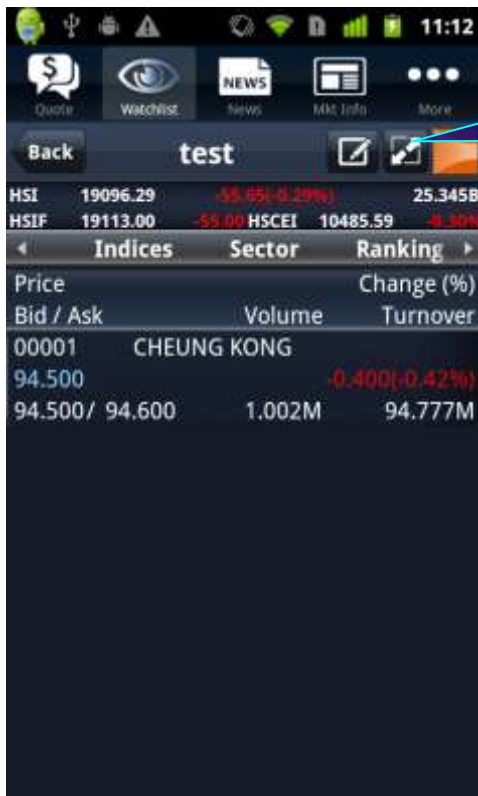 11:12
NEWS
Quote Watchlist News Mkt Info More
Back test
HSI 19096.29 -55.65(-0.29%) 25.345B
HSIF 19113.00 -55.00 HSCEI 10485.59 -0.30%
Indices Sector Ranking
Price Change (%)
Bid / Ask Volume Turnover
00001 CHEUNG KONG
94.500 -0.400(-0.42%)
94.500/ 94.600 1.002M 94.777M